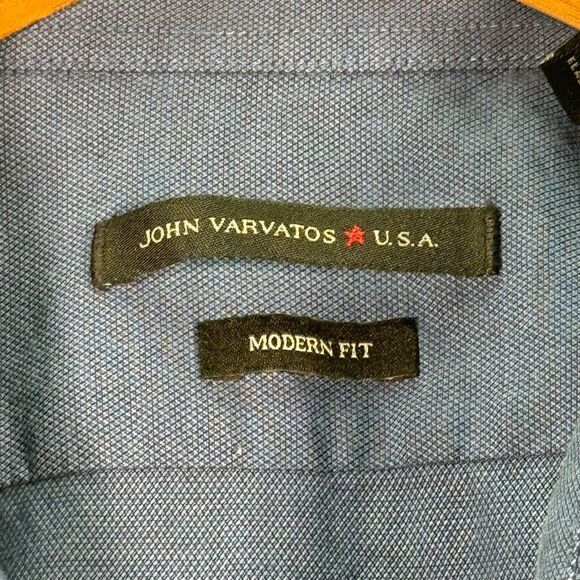 JOHN VARVATOS ★ U.S.A.
MODERN FIT